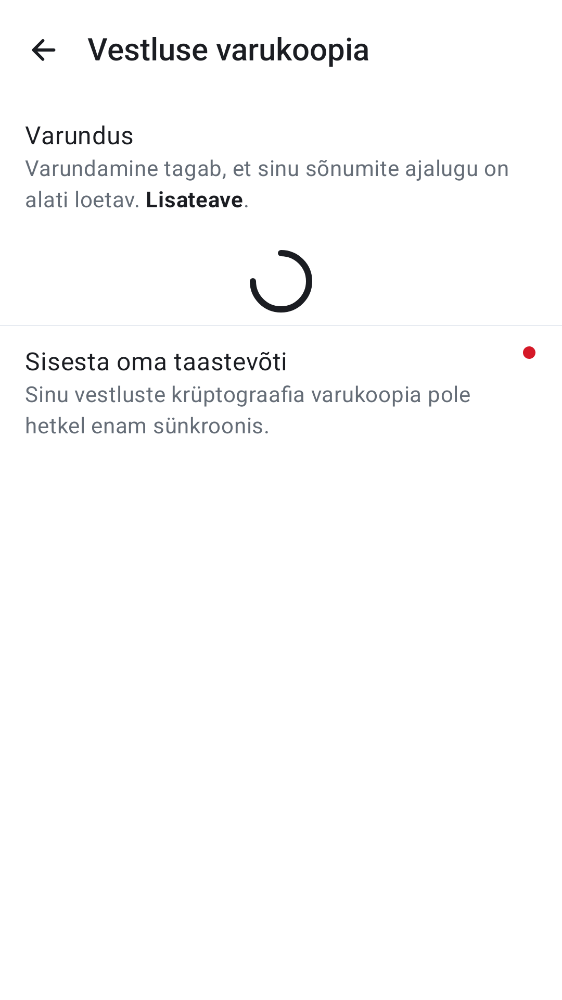 Vestluse varukoopia
Varundus
Varundamine tagab, et sinu sõnumite ajalugu on
alati loetav. Lisateave.
Sisesta oma taastevõti
Sinu vestluste krüptograafia varukoopia pole
hetkel enam sünkroonis.